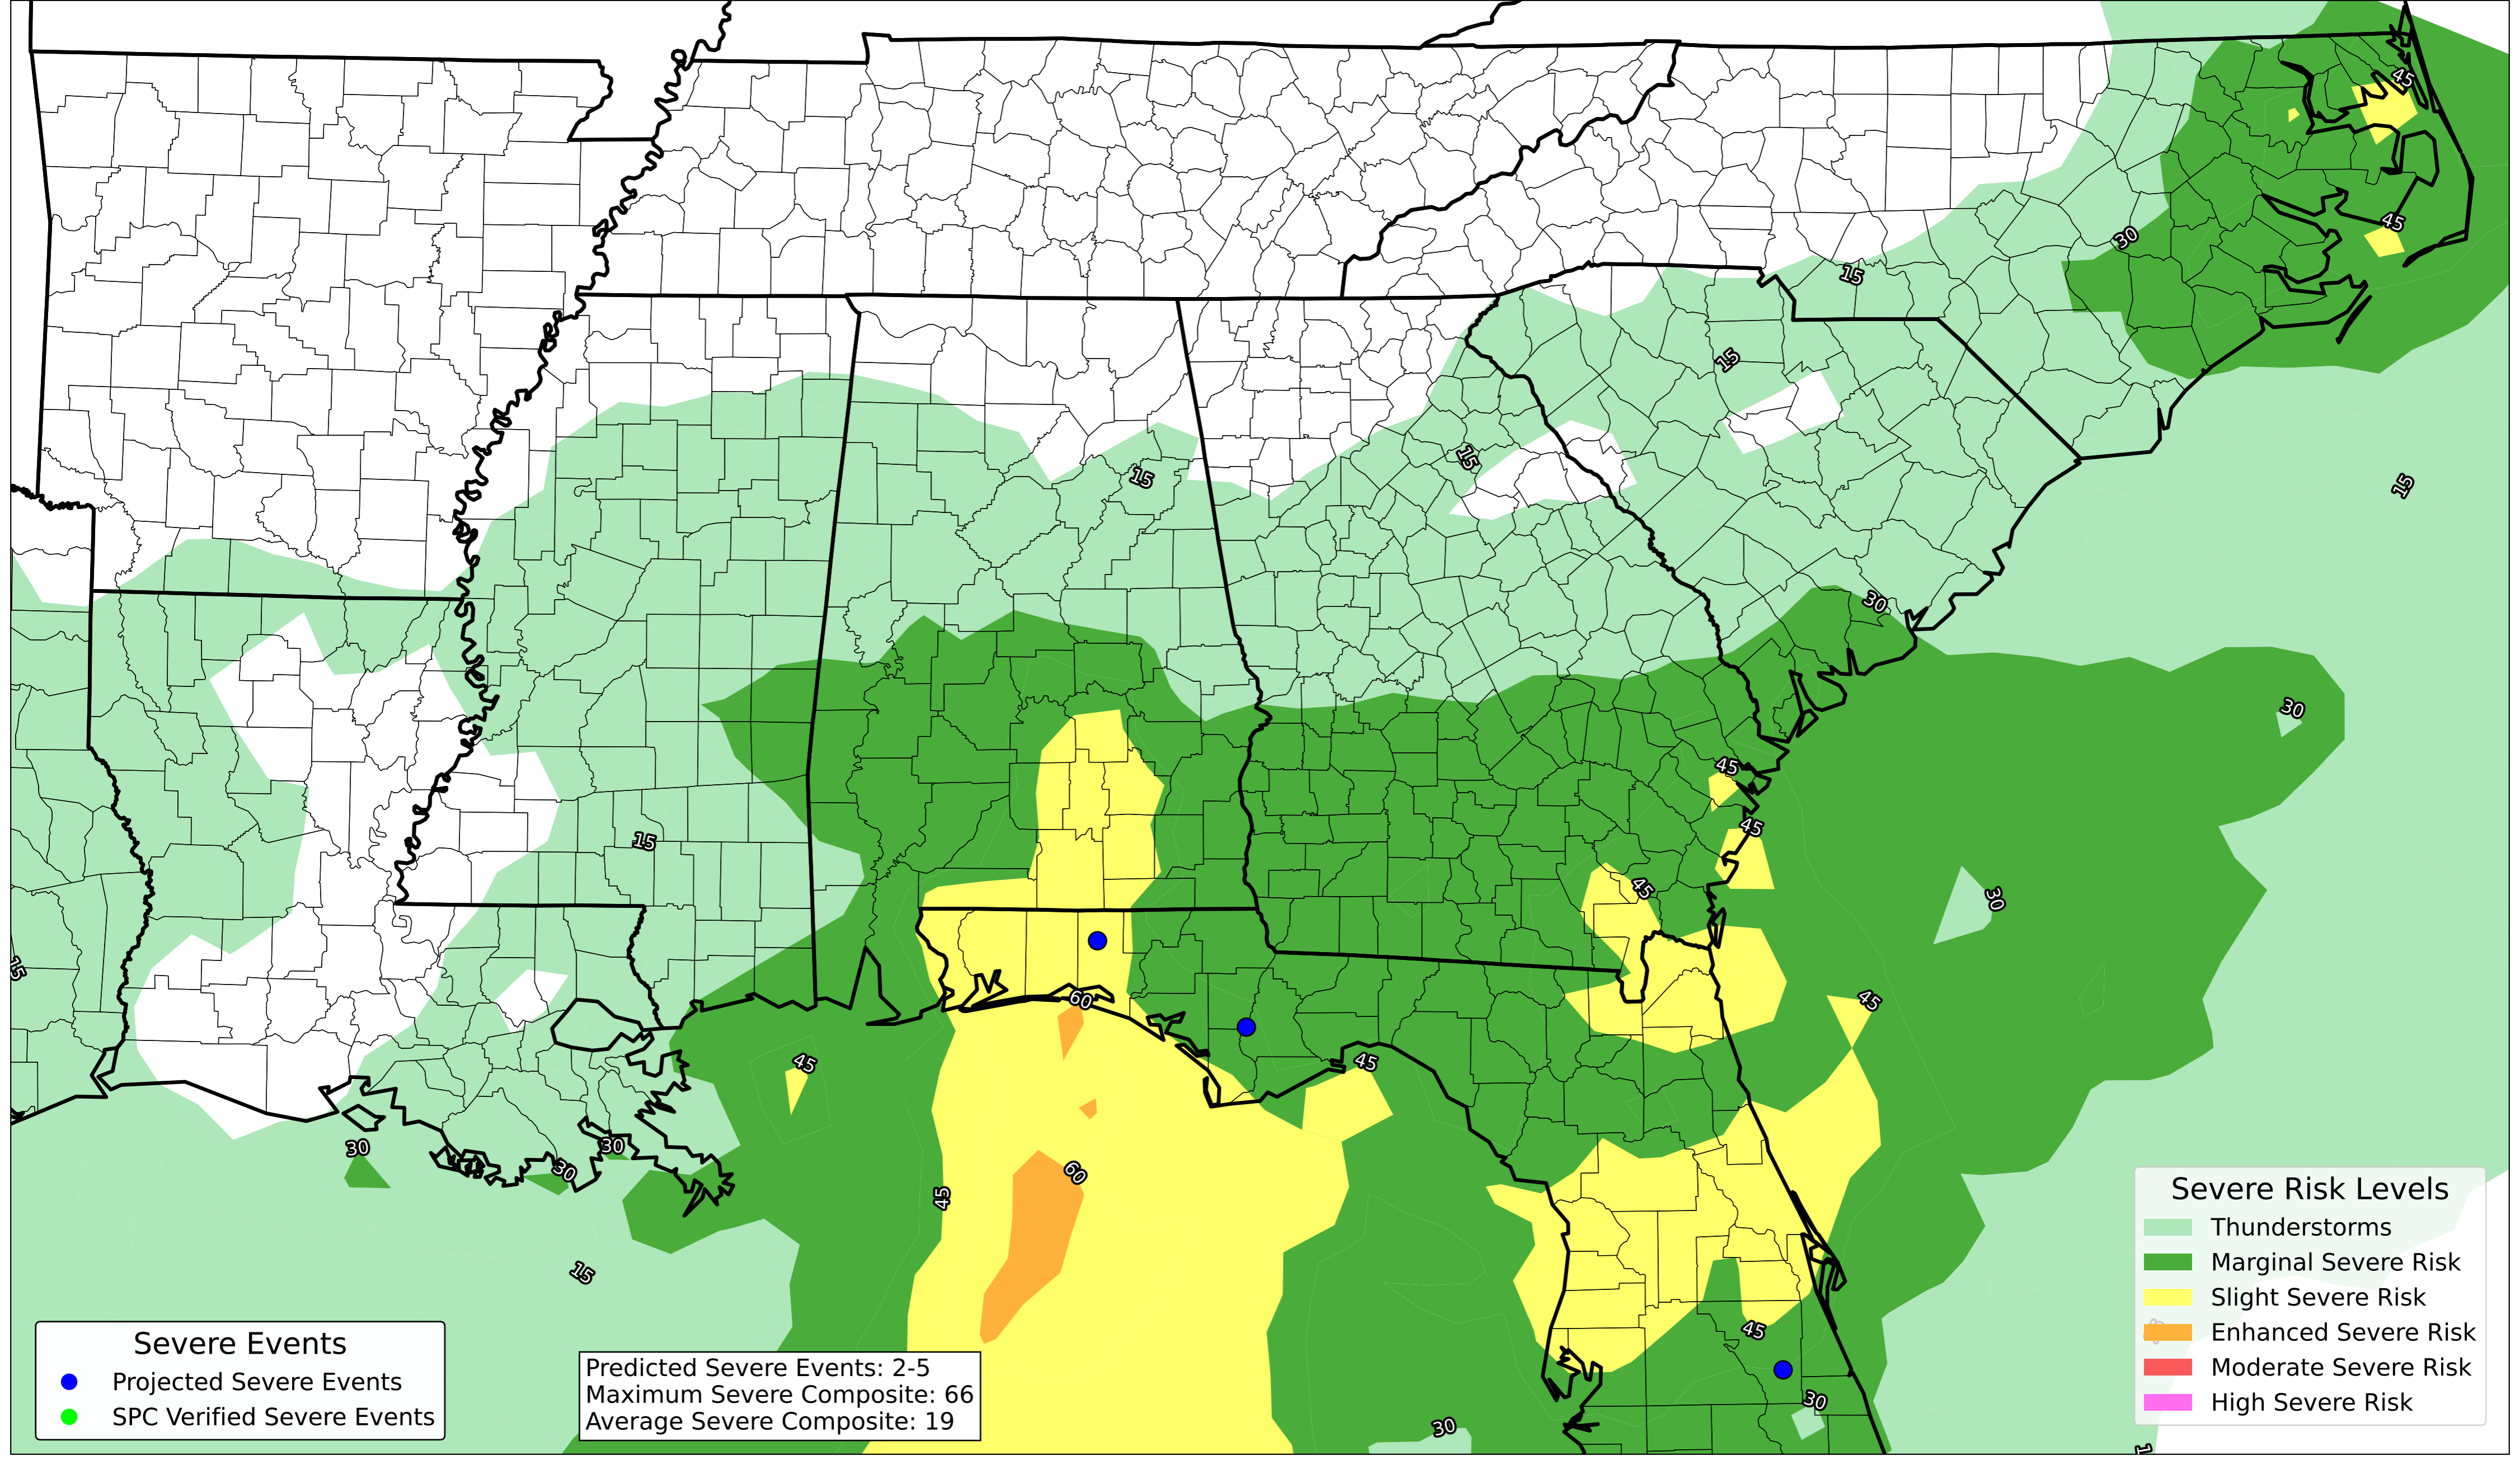 45
45
30
15
15
15
15
15
30
30
45
15
45
45
30
15
60
45
45
45
30
30
30
60
45
15
45
30
30
1
Severe Risk Levels
Thunderstorms
Marginal Severe Risk
Slight Severe Risk
Enhanced Severe Risk
Moderate Severe Risk
High Severe Risk
Severe Events
Projected Severe Events
SPC Verified Severe Events
Predicted Severe Events: 2-5
Maximum Severe Composite: 66
Average Severe Composite: 19